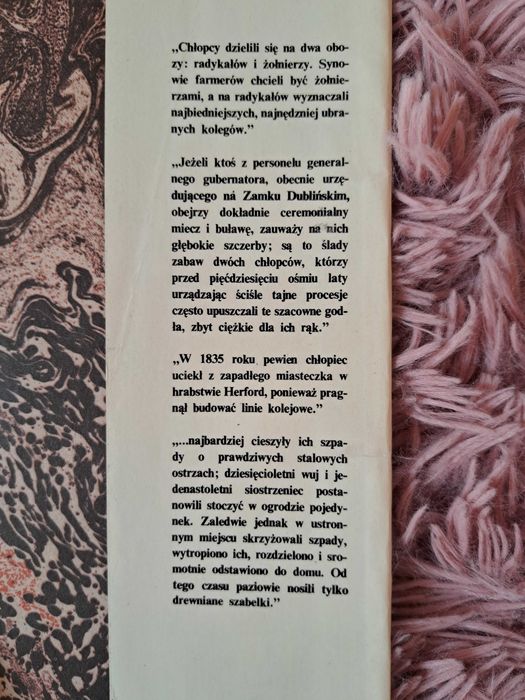 „Chłopcy dzielili się na dwa obo-
zy: radykałów i żołnierzy. Syno-
wie farmerów chcieli być żołnie-
rzami, a na radykałów wyznaczali
najbiedniejszych, najnędzniej ubra-
nych kolegów.”
„Jeżeli ktoś z personelu general-
nego gubernatora, obecnie urzę-
dującego na Zamku Dublińskim,
obejrzy dokładnie ceremonialny
miecz i buławę, zauważy na nich
głębokie szczerby; są to ślady
zabaw dwóch chłopców, którzy
przed pięćdziesięciu ośmiu laty
urządzając ściśle tajne procesje
często upuszczali te szacowne god-
ła, zbyt ciężkie dla ich rąk.”
„W 1835 roku pewien chłopiec
uciekł z zapadłego miasteczka w
hrabstwie Herford, ponieważ prag-
nął budować linie kolejowe.”
„...najbardziej cieszyły ich szpa-
dy o prawdziwych stalowych
ostrzach; dziesięcioletni wuj i je-
denastoletni siostrzeniec posta-
nowili stoczyć w ogrodzie pojedy-
nek. Zaledwie jednak w ustron-
nym miejscu skrzyżowali szpady,
wytropiono ich, rozdzielono i sro-
motnie odstawiono do domu. Od
tego czasu paziowie nosili tylko
drewniane szabelki.”